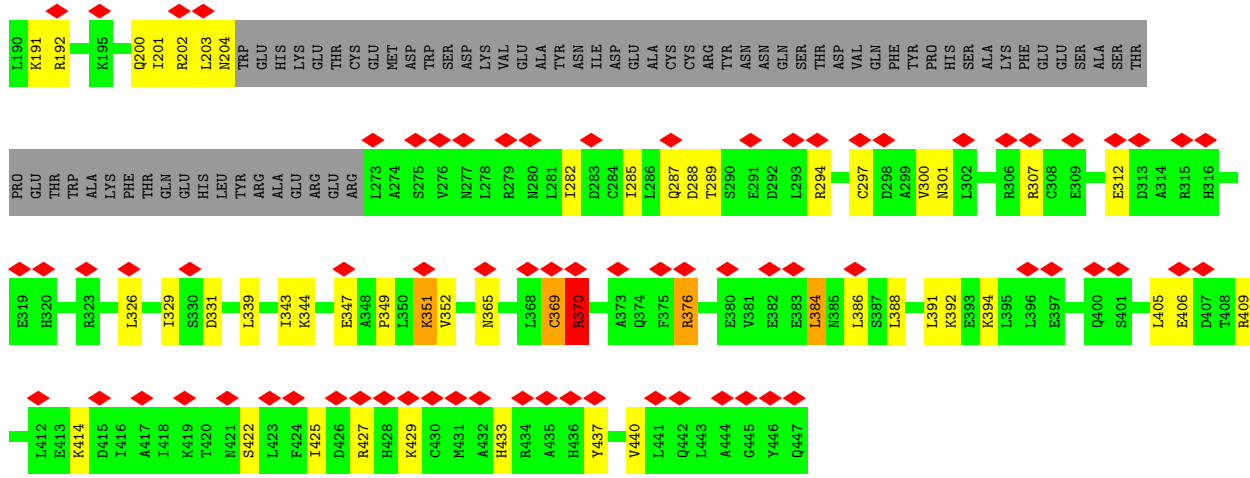 L190 K191 R192 K195 Q200 I201 R202 L203 N204 TRP GLU HIS LYS GLU THR CYS GLU MET ASP TRP SER ASP LYS VAL GLU ALA TYR ASN ILE ASP GLU ALA CYS CYS ARG TYR ASN ASN GLN SER THR ASP VAL GLN PHE TYR PRO HIS SER ALA LYS PHE GLU GLU SER ALA SER THR
PRO GLU THR TRP ALA LYS PHE THR GLN GLU HIS LEU TYR ARG ALA GLU ARG GLU ARG L273 A274 S275 V276 N277 L278 R279 N280 L281 I282 D283 C284 I285 L286 Q287 D288 T289 S290 E291 D292 L293 R294 C297 D298 A299 V300 N301 L302 R306 R307 C308 E309 E312 D313 A314 R315 H316
E319 H320 R323 L326 I329 S330 D331 L339 I343 K344 E347 A348 P349 L350 K351 V352 N365 L368 C369 R370 A373 Q374 F375 R376 E380 V381 E382 E383 L384 N385 L386 S387 L388 L391 K392 E393 K394 L395 L396 E397 Q400 S401 L405 E406 D407 T408 R409
L412 E413 K414 D415 I416 A417 I418 K419 T420 N421 S422 L423 F424 I425 D426 R427 H428 K429 C430 M431 A432 H433 R434 A435 H436 Y437 V440 L441 Q442 L443 A444 G445 Y446 Q447